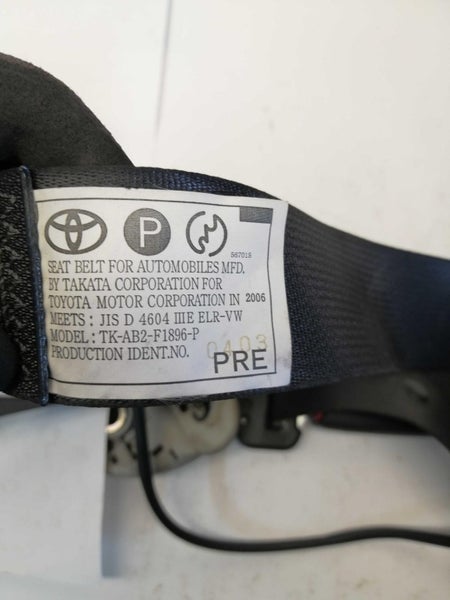 P
567015
SEAT BELT FOR AUTOMOBILES MFD.
BY TAKATA CORPORATION FOR
TOYOTA MOTOR CORPORATION IN 2006
MEETS: JIS D 4604 IIIE ELR-VW
MODEL: TK-AB2-F1896-P
PRODUCTION IDENT.NO. 0403
PRE